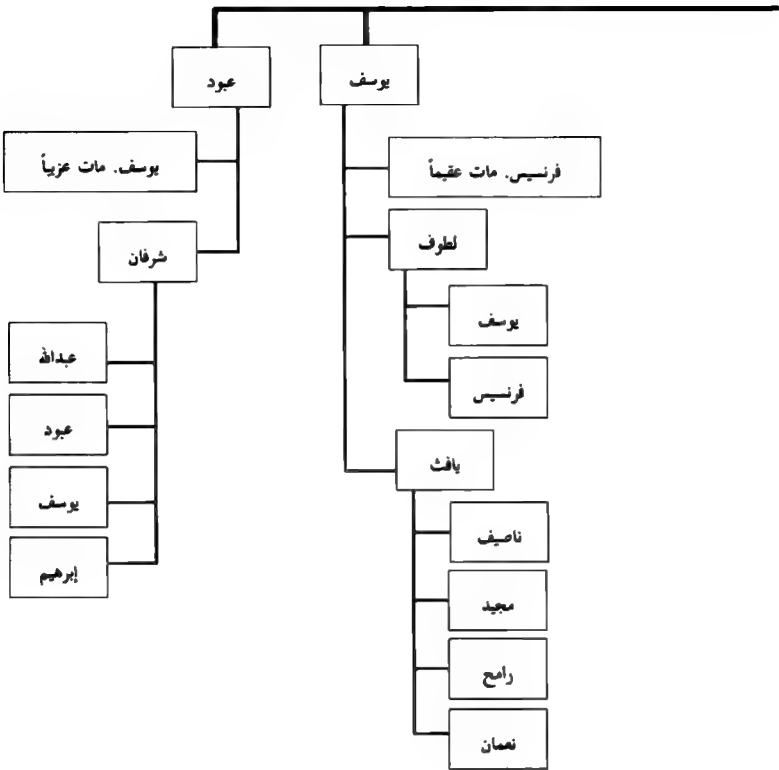 يوسف
فرنسيس. مات عقيماً
لطوف
يوسف
فرنسيس
يافث
ناصيف
مجيد
رامح
نعمان
عبود
يوسف. مات عزيباً
شرفان
عبدالله
عبود
يوسف
إبرهيم